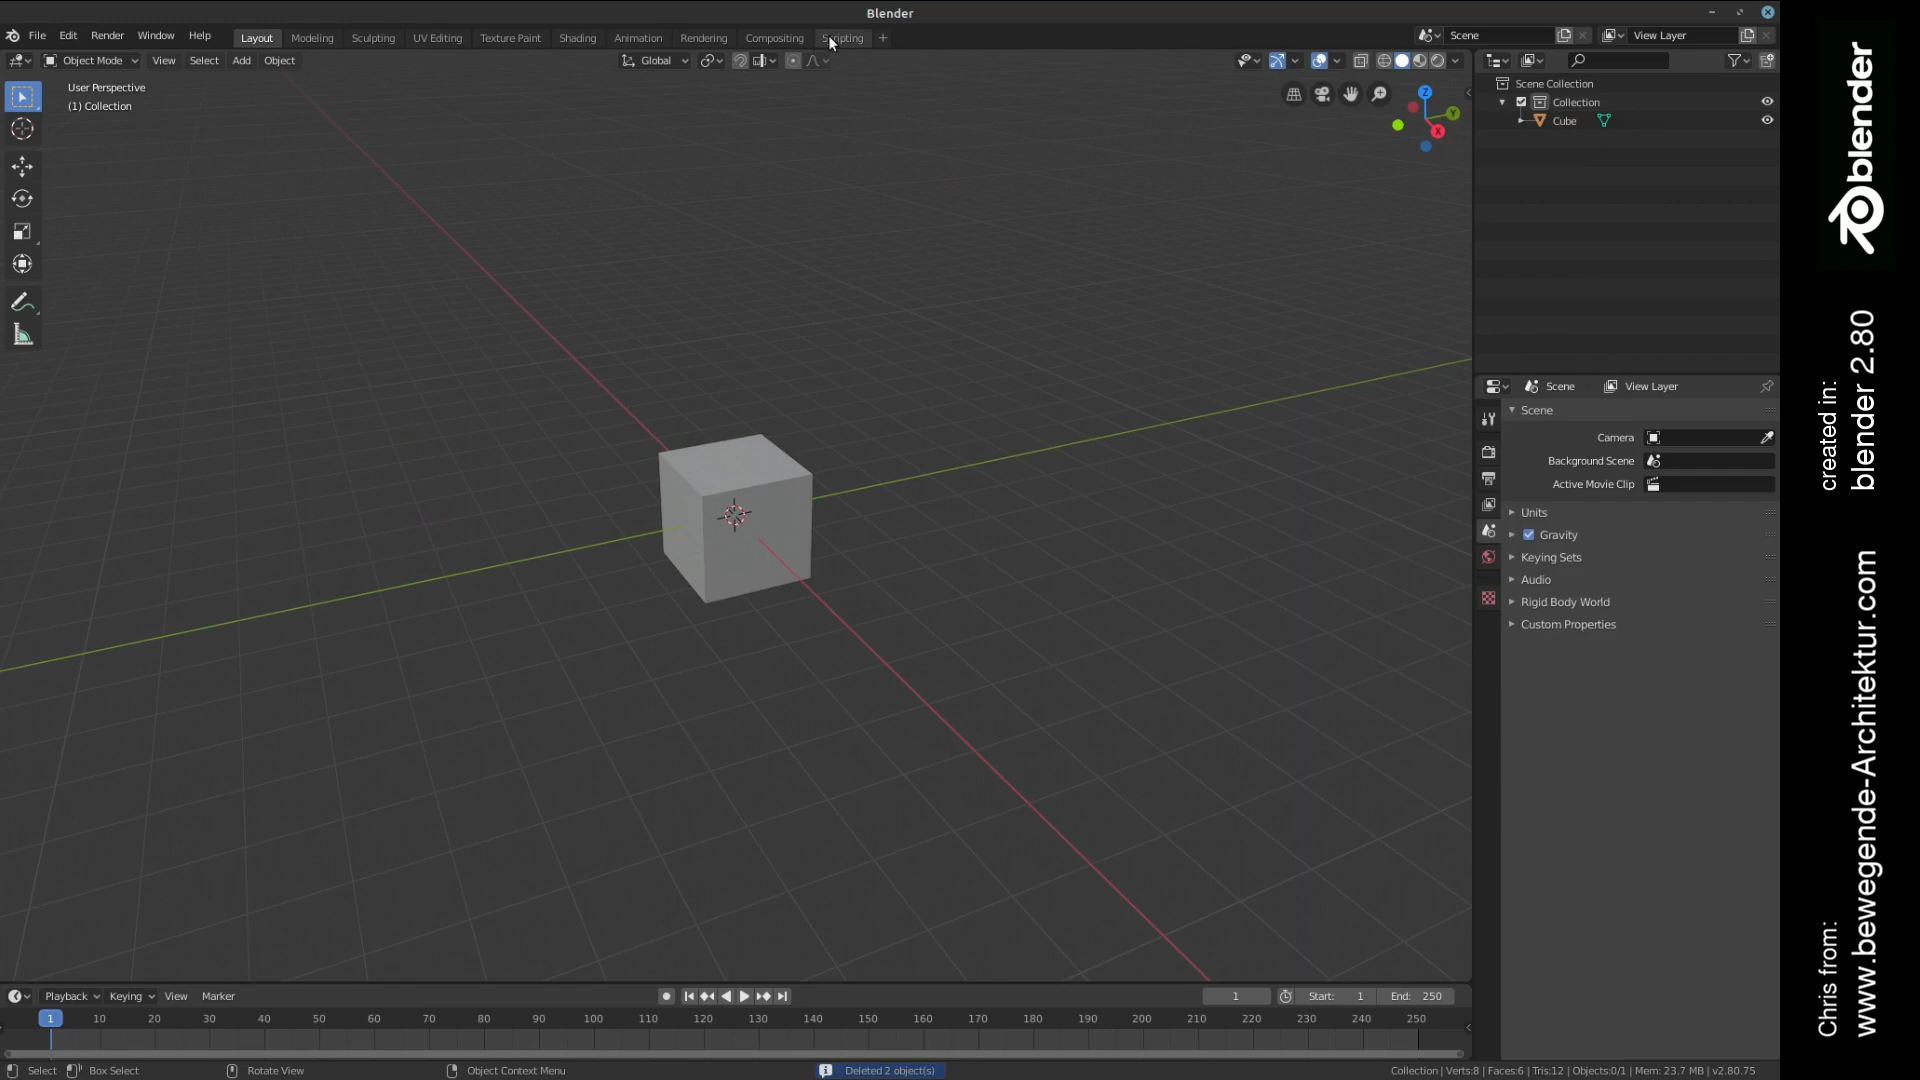 Blender
File Edit Render Window Help Layout Modeling Sculpting UV Editing Texture Paint Shading Animation Rendering Compositing Scripting + Scene View Layer
Object Mode View Select Add Object Global
User Perspective
(1) Collection
Z
Y
X
Scene Collection
Collection
Cube
Scene View Layer
Scene
Camera
Background Scene
Active Movie Clip
Units
Gravity
Keying Sets
Audio
Rigid Body World
Custom Properties
Playback Keying View Marker 1 Start: 1 End: 250
1 10 20 30 40 50 60 70 80 90 100 110 120 130 140 150 160 170 180 190 200 210 220 230 240 250
Select Box Select Rotate View Object Context Menu Deleted 2 object(s) Collection | Verts:8 | Faces:6 | Tris:12 | Objects:0/1 | Mem: 23.7 MB | v2.80.75
blender
created in:
blender 2.80
Chris from:
www.bewegende-Architektur.com